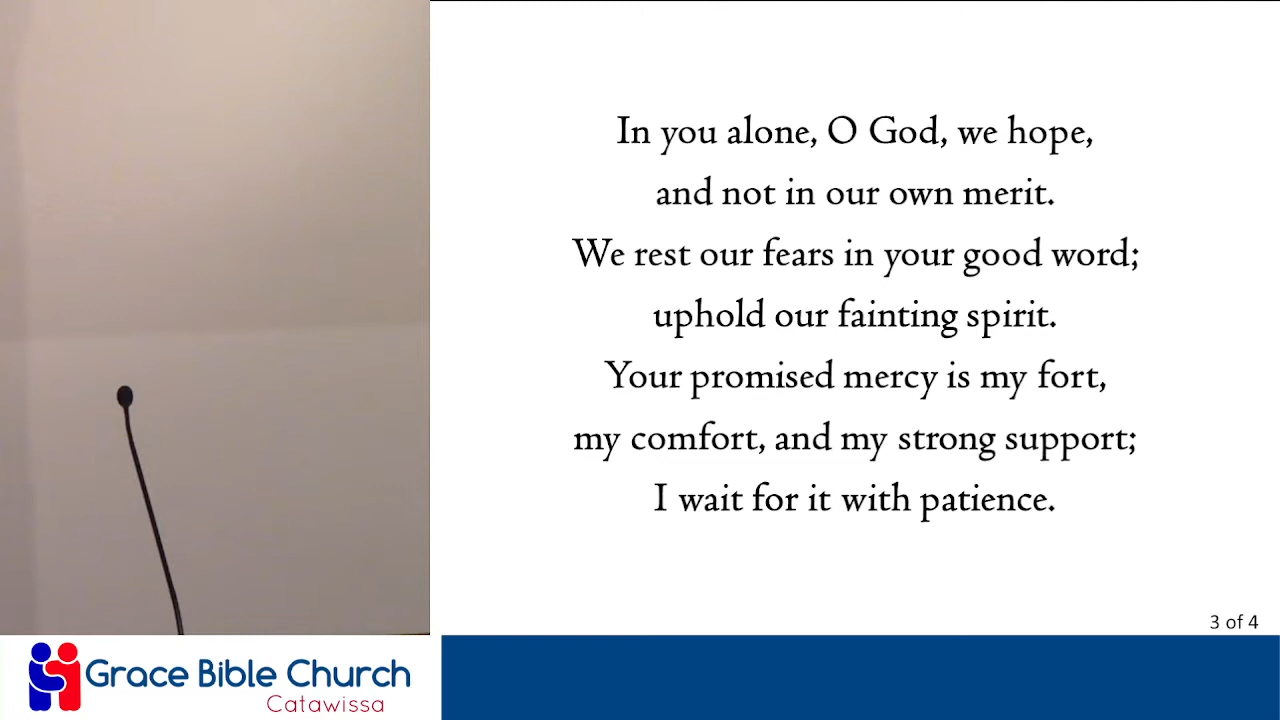 In you alone, O God, we hope,
and not in our own merit.
We rest our fears in your good word;
uphold our fainting spirit.
Your promised mercy is my fort,
my comfort, and my strong support;
I wait for it with patience.
3 of 4
Grace Bible Church
Catawissa